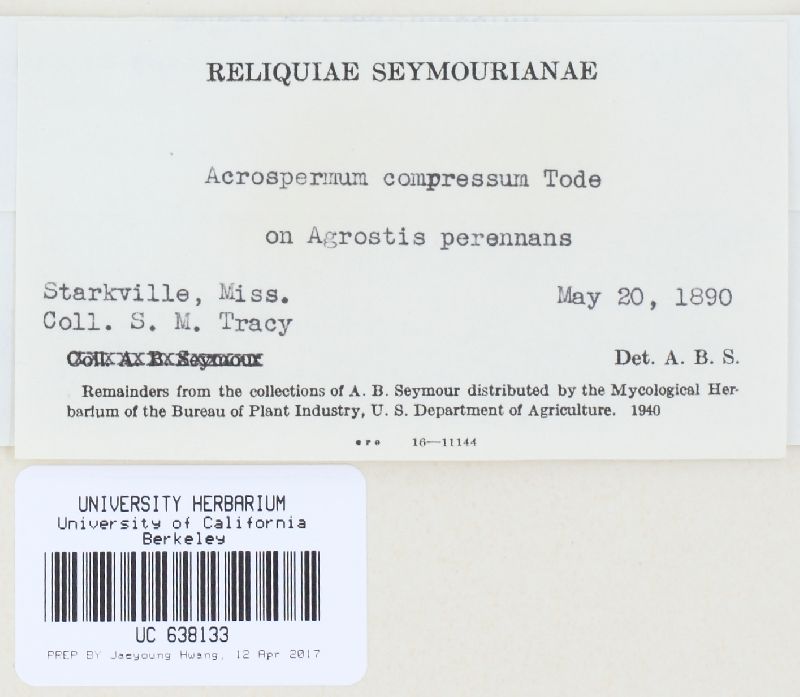 RELIQUIAE SEYMOURIANAE
Acrospermum compressum Tode
on Agrostis perennans
Starkville, Miss.
May 20, 1890
Coll. S. M. Tracy
Coll. A. B. Seymour
Det. A. B. S.
Remainders from the collections of A. B. Seymour distributed by the Mycological Her-
barium of the Bureau of Plant Industry, U. S. Department of Agriculture. 1940
16—11144
UNIVERSITY HERBARIUM
University of California
Berkeley
UC 638133
PREP BY Jaeyoung Hwang, 12 Apr 2017